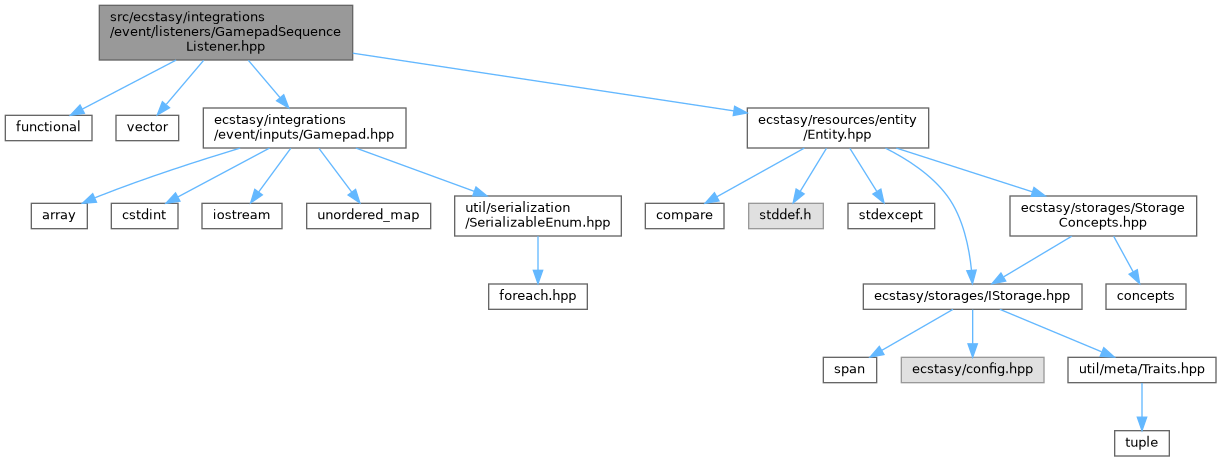 src/ecstasy/integrations
/event/listeners/GamepadSequence
Listener.hpp
functional
vector
ecstasy/integrations
/event/inputs/Gamepad.hpp
ecstasy/resources/entity
/Entity.hpp
array
cstdint
iostream
unordered_map
util/serialization
/SerializableEnum.hpp
compare
stddef.h
stdexcept
ecstasy/storages/Storage
Concepts.hpp
foreach.hpp
ecstasy/storages/IStorage.hpp
concepts
span
ecstasy/config.hpp
util/meta/Traits.hpp
tuple